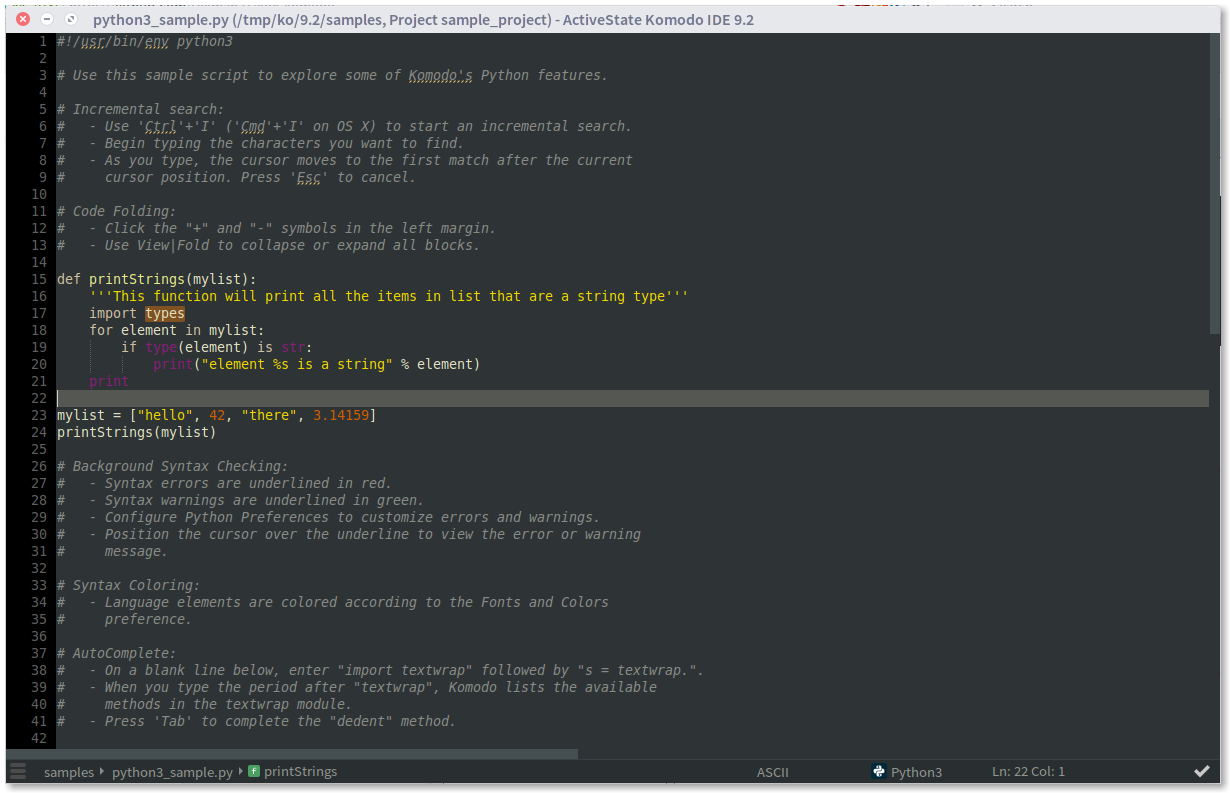 python3_sample.py (/tmp/ko/9.2/samples, Project sample_project) - ActiveState Komodo IDE 9.2
1 #!/usr/bin/env python3
2
3 # Use this sample script to explore some of Komodo's Python features.
4
5 # Incremental search:
6 #   - Use 'Ctrl'+'I' ('Cmd'+'I' on OS X) to start an incremental search.
7 #   - Begin typing the characters you want to find.
8 #   - As you type, the cursor moves to the first match after the current
9 #     cursor position. Press 'Esc' to cancel.
10
11 # Code Folding:
12 #   - Click the "+" and "-" symbols in the left margin.
13 #   - Use View|Fold to collapse or expand all blocks.
14
15 def printStrings(mylist):
16     '''This function will print all the items in list that are a string type'''
17     import types
18     for element in mylist:
19         if type(element) is str:
20             print("element %s is a string" % element)
21     print
22
23 mylist = ["hello", 42, "there", 3.14159]
24 printStrings(mylist)
25
26 # Background Syntax Checking:
27 #   - Syntax errors are underlined in red.
28 #   - Syntax warnings are underlined in green.
29 #   - Configure Python Preferences to customize errors and warnings.
30 #   - Position the cursor over the underline to view the error or warning
31 #     message.
32
33 # Syntax Coloring:
34 #   - Language elements are colored according to the Fonts and Colors
35 #     preference.
36
37 # AutoComplete:
38 #   - On a blank line below, enter "import textwrap" followed by "s = textwrap.".
39 #   - When you type the period after "textwrap", Komodo lists the available
40 #     methods in the textwrap module.
41 #   - Press 'Tab' to complete the "dedent" method.
42
samples python3_sample.py f printStrings ASCII Python3 Ln: 22 Col: 1